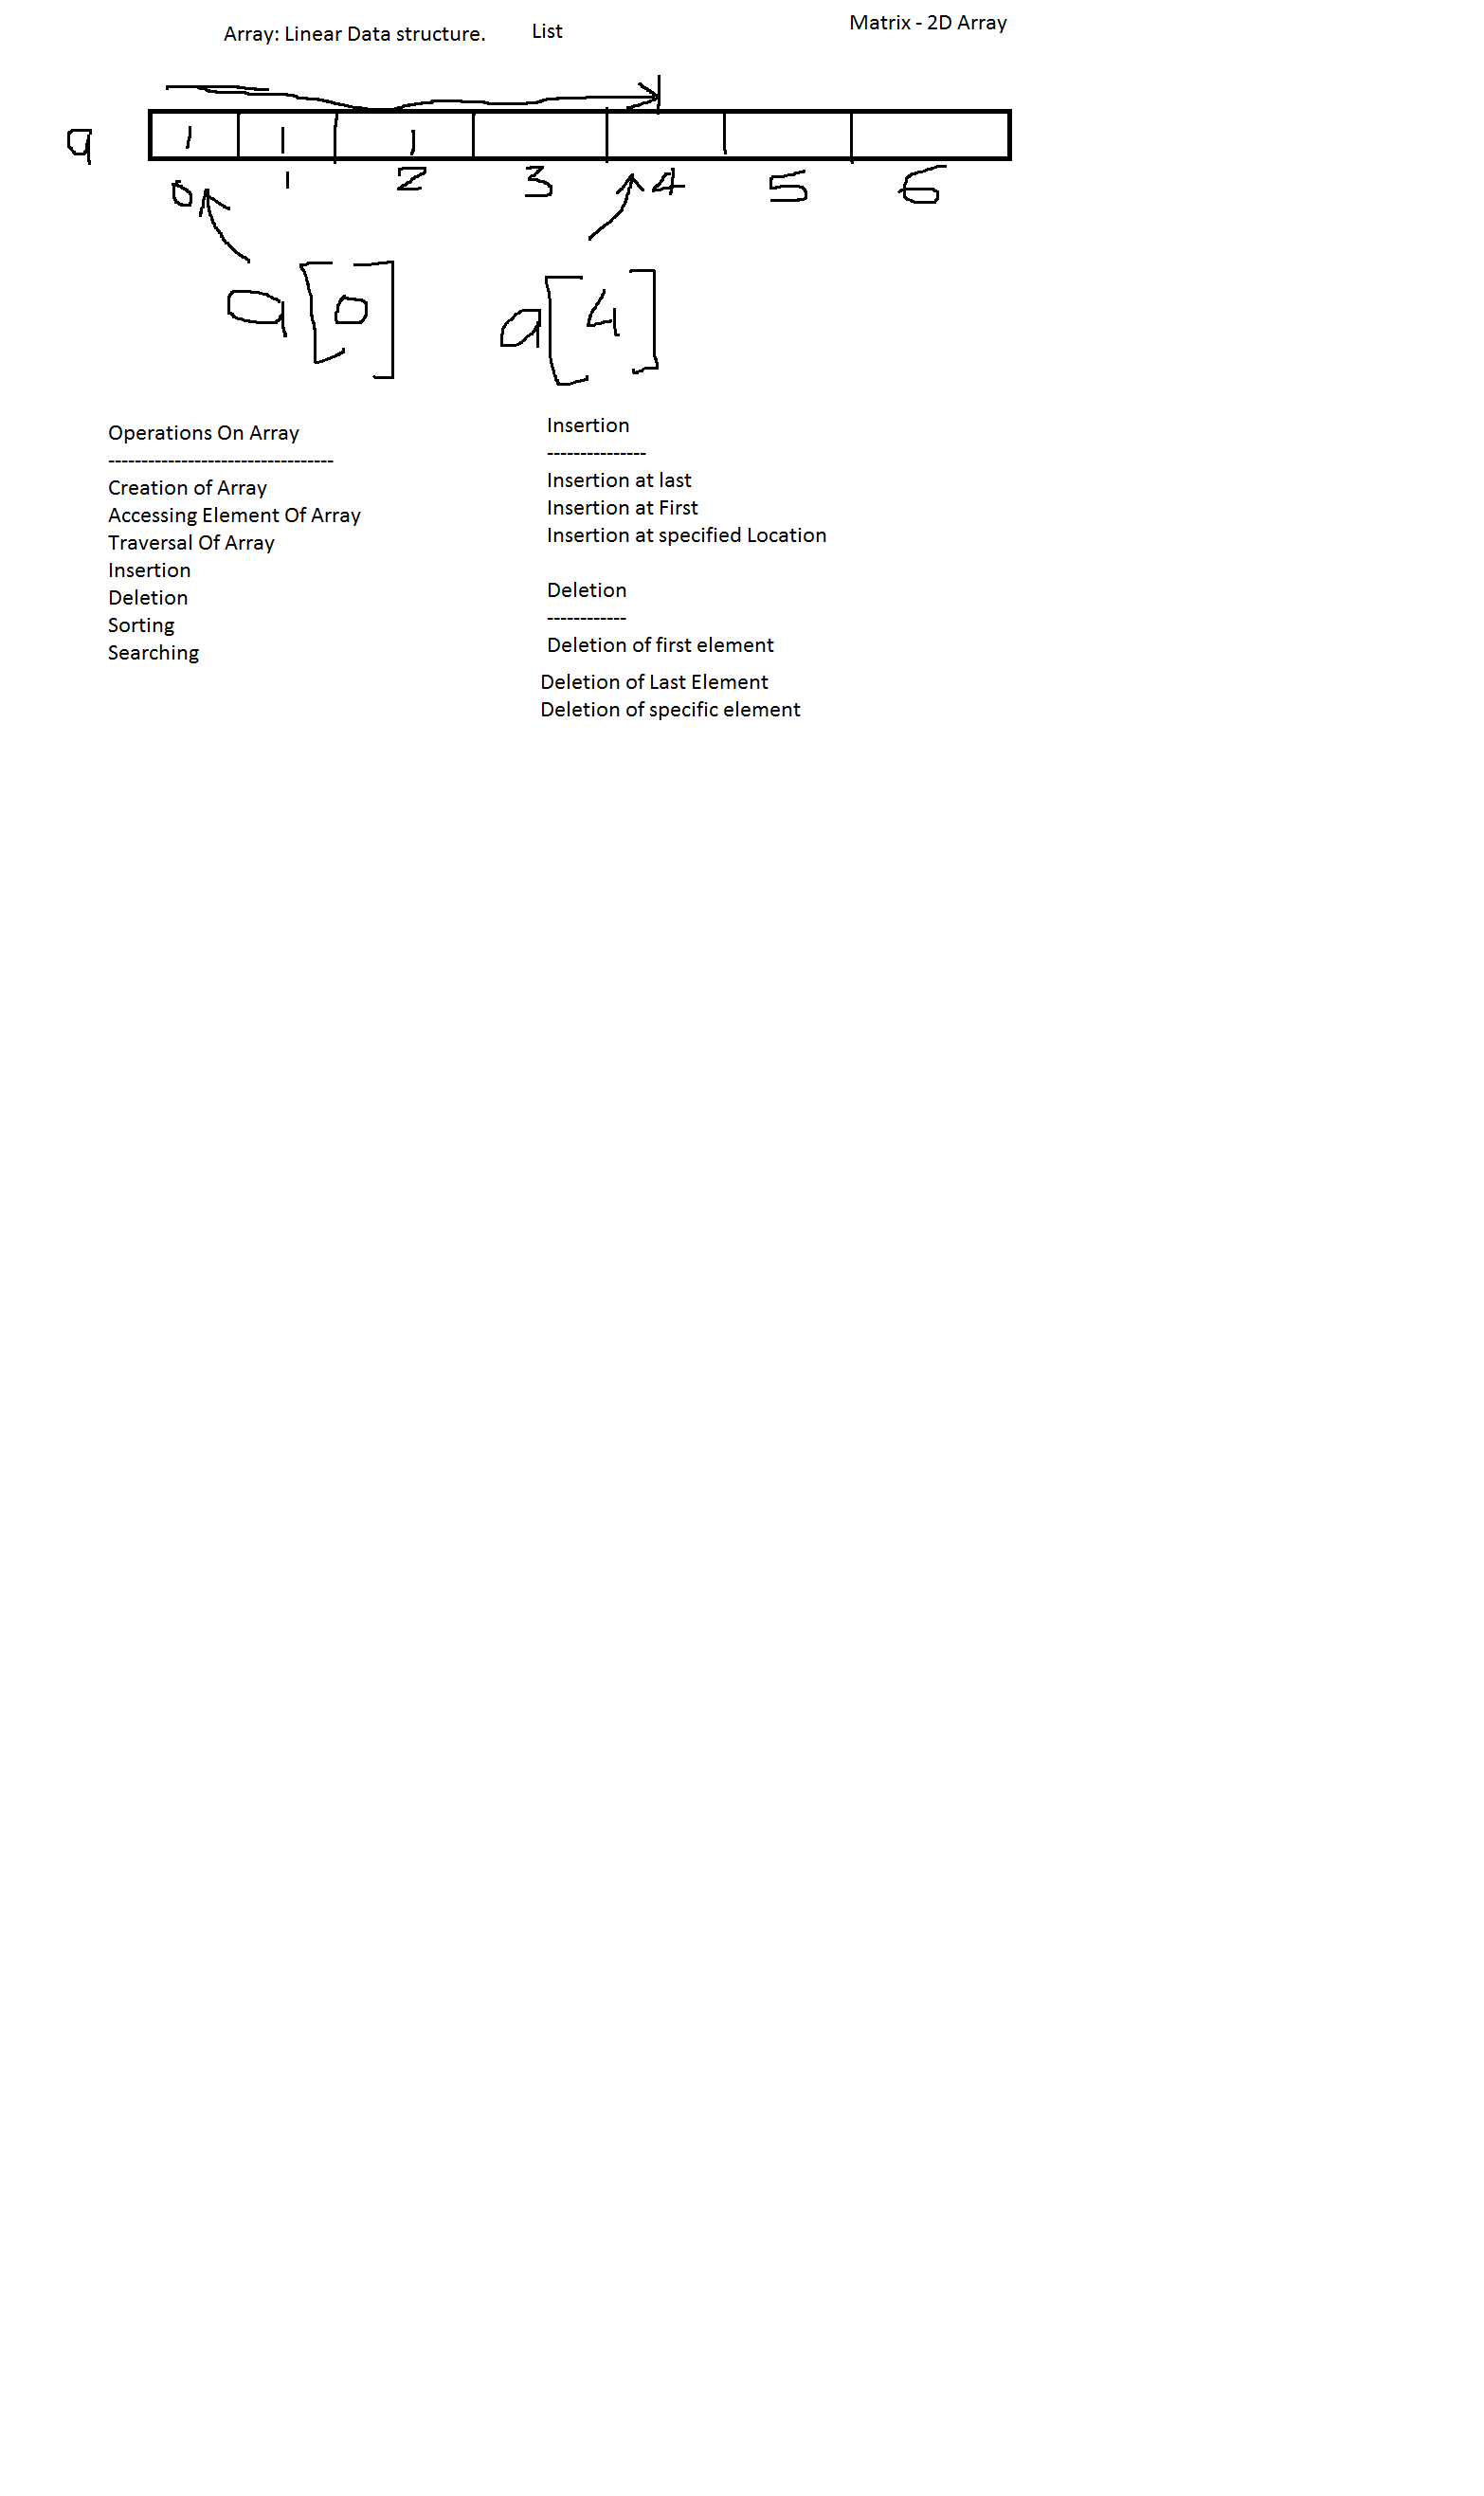 Array: Linear Data structure. List Matrix - 2D Array
a 1 1 1
0 1 2 3 4 5 6
a[0] a[4]
Operations On Array
----------------------------------
Creation of Array
Accessing Element Of Array
Traversal Of Array
Insertion
Deletion
Sorting
Searching
Insertion
---------------
Insertion at last
Insertion at First
Insertion at specified Location
Deletion
------------
Deletion of first element
Deletion of Last Element
Deletion of specific element